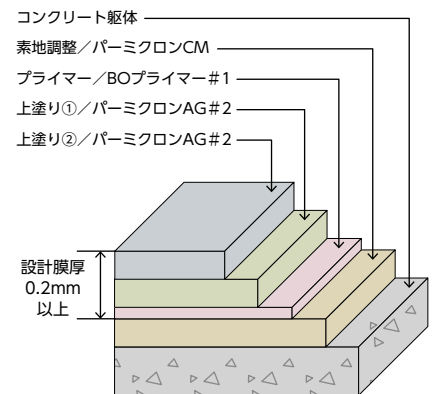 コンクリート躯体
素地調整／パーミクロンCM
プライマー／BOプライマー＃1
上塗り①／パーミクロンAG＃2
上塗り②／パーミクロンAG＃2
設計膜厚
0.2mm
以上